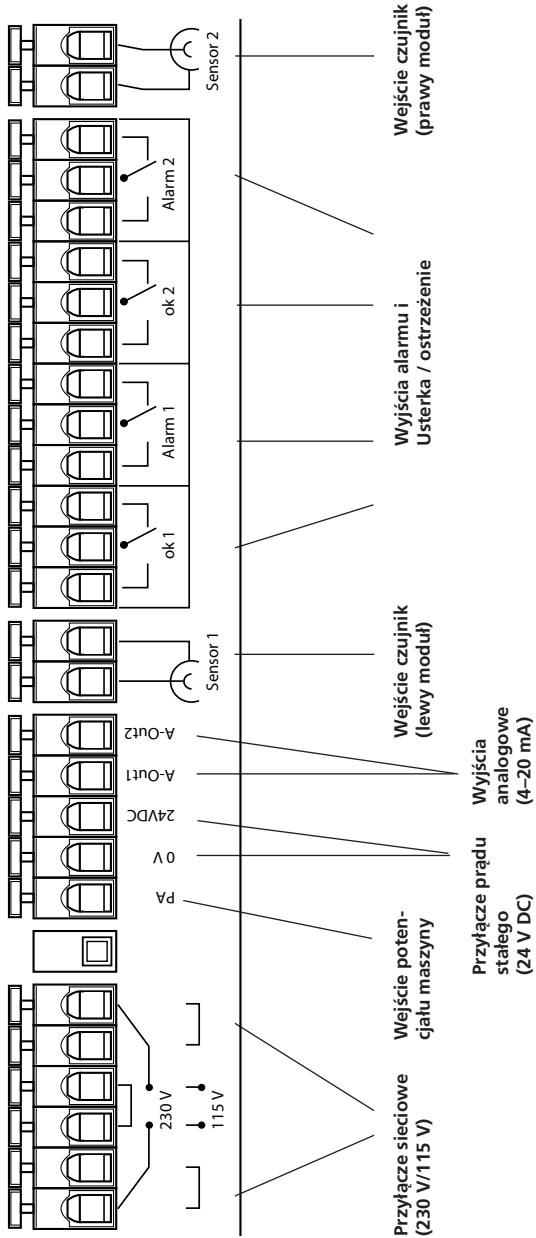 230 V
115 V
PA
0 V
24VDC
A-Out1
A-Out2
Sensor 1
ok 1
Alarm 1
ok 2
Alarm 2
Sensor 2
Przyłącze sieciowe
(230 V/115 V)
Wejście poten-
cjału maszyny
Przyłącze prądu
stałego
(24 V DC)
Wyjścia
analogowe
(4–20 mA)
Wejście czujnik
(lewy moduł)
Wyjścia alarmu i
Usterka / ostrzeżenie
Wejście czujnik
(prawy moduł)